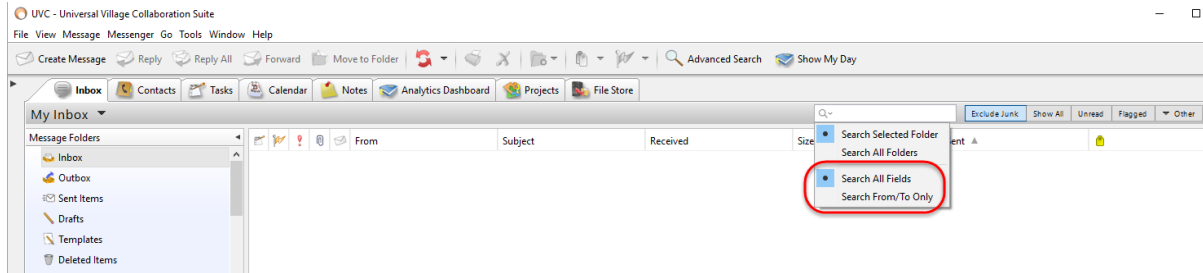 UVC - Universal Village Collaboration Suite
File View Message Messenger Go Tools Window Help
Create Message Reply Reply All Forward Move to Folder Advanced Search Show My Day
Inbox Contacts Tasks Calendar Notes Analytics Dashboard Projects File Store
My Inbox Exclude Junk Show All Unread Flagged Other
Message Folders From Subject Received Size ent
Search Selected Folder
Search All Folders
Search All Fields
Search From/To Only
Inbox
Outbox
Sent Items
Drafts
Templates
Deleted Items